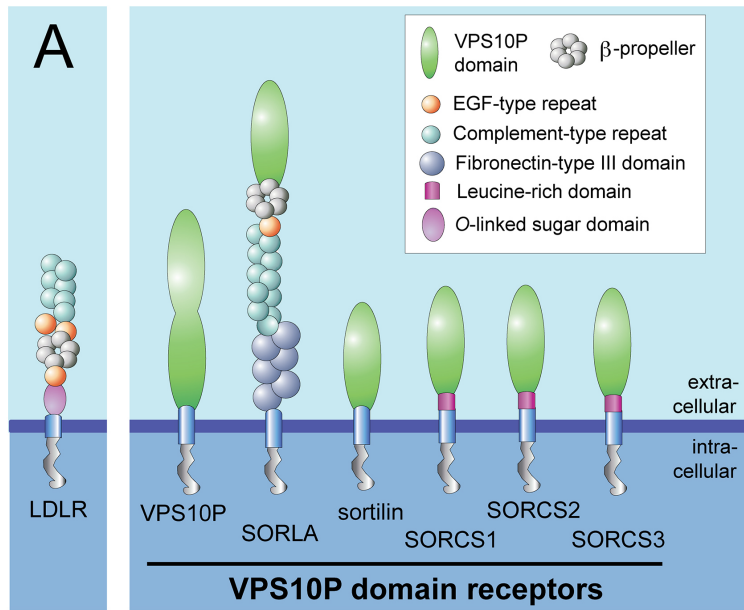 A
VPS10P
domain
β-propeller
EGF-type repeat
Complement-type repeat
Fibronectin-type III domain
Leucine-rich domain
O-linked sugar domain
extra-
cellular
intra-
cellular
LDLR
VPS10P
SORLA
sortilin
SORCS1
SORCS2
SORCS3
VPS10P domain receptors